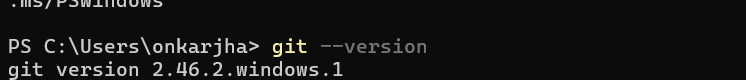 .ms/PSWindows
PS C:\Users\onkarjha> git --version
git version 2.46.2.windows.1